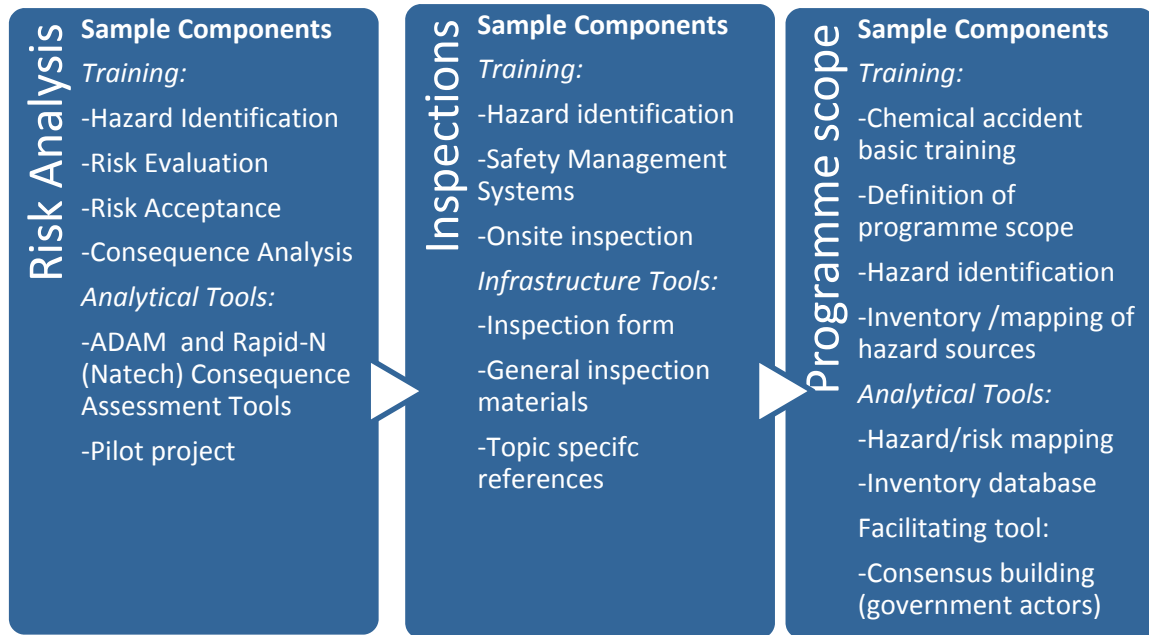 Risk Analysis
Sample Components
Training:
-Hazard Identification
-Risk Evaluation
-Risk Acceptance
-Consequence Analysis
Analytical Tools:
-ADAM  and Rapid-N
(Natech) Consequence
Assessment Tools
-Pilot project
Inspections
Sample Components
Training:
-Hazard identification
-Safety Management
Systems
-Onsite inspection
Infrastructure Tools:
-Inspection form
-General inspection
materials
-Topic specifc
references
Programme scope
Sample Components
Training:
-Chemical accident
basic training
-Definition of
programme scope
-Hazard identification
-Inventory /mapping of
hazard sources
Analytical Tools:
-Hazard/risk mapping
-Inventory database
Facilitating tool:
-Consensus building
(government actors)